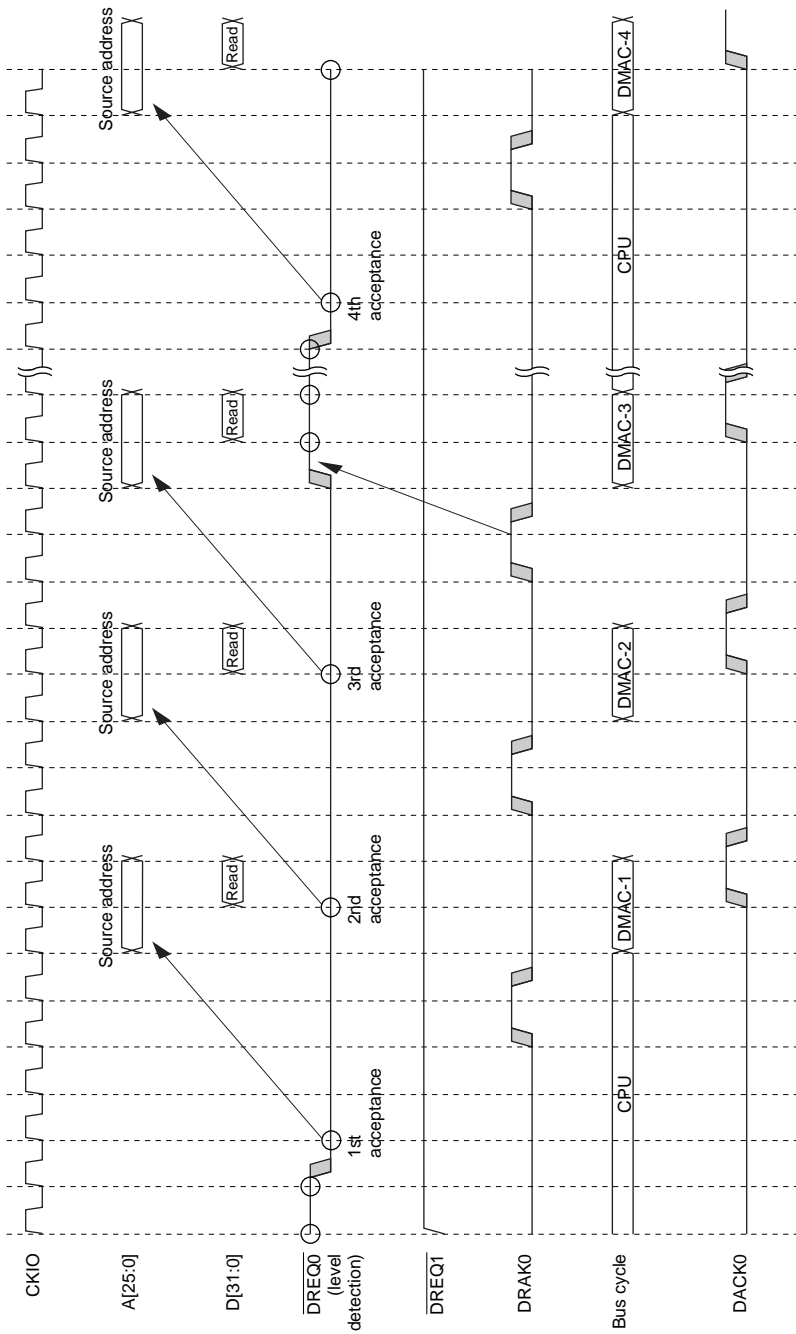 CKIO
A[25:0]
Source address
Source address
Source address
Source address
D[31:0]
Read
Read
Read
Read
DREQ0
(level
detection)
1st
acceptance
2nd
acceptance
3rd
acceptance
4th
acceptance
DREQ1
DRAK0
Bus cycle
CPU
DMAC-1
DMAC-2
DMAC-3
CPU
DMAC-4
DACK0